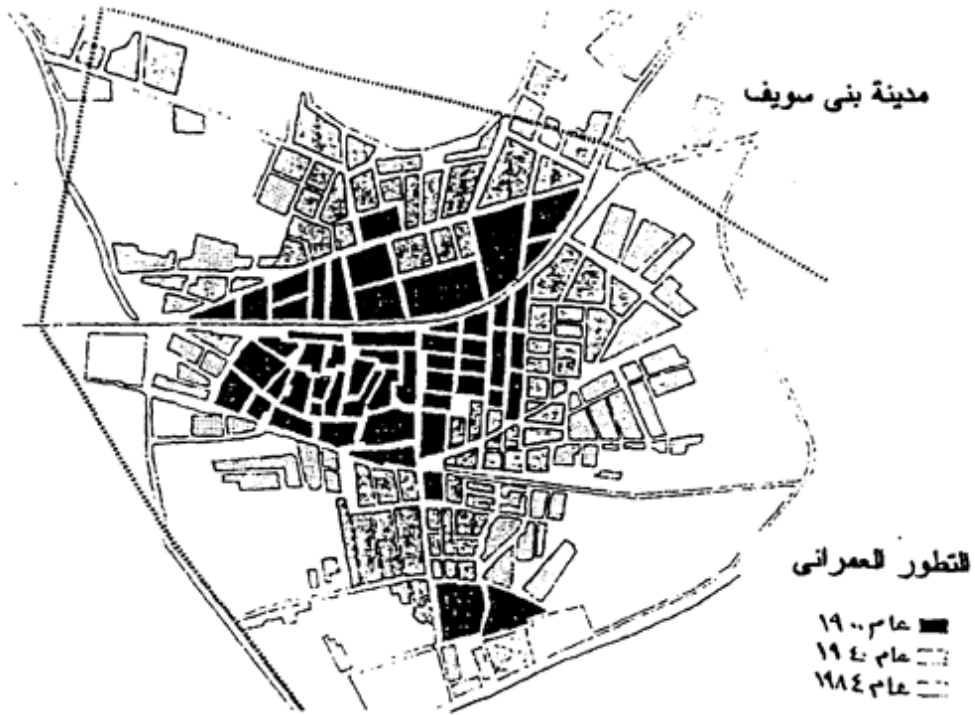 مدينة بنى سويف
التطور العمرانى
عام ١٩٠٠
عام ١٩٤٠
عام ١٩٨٤